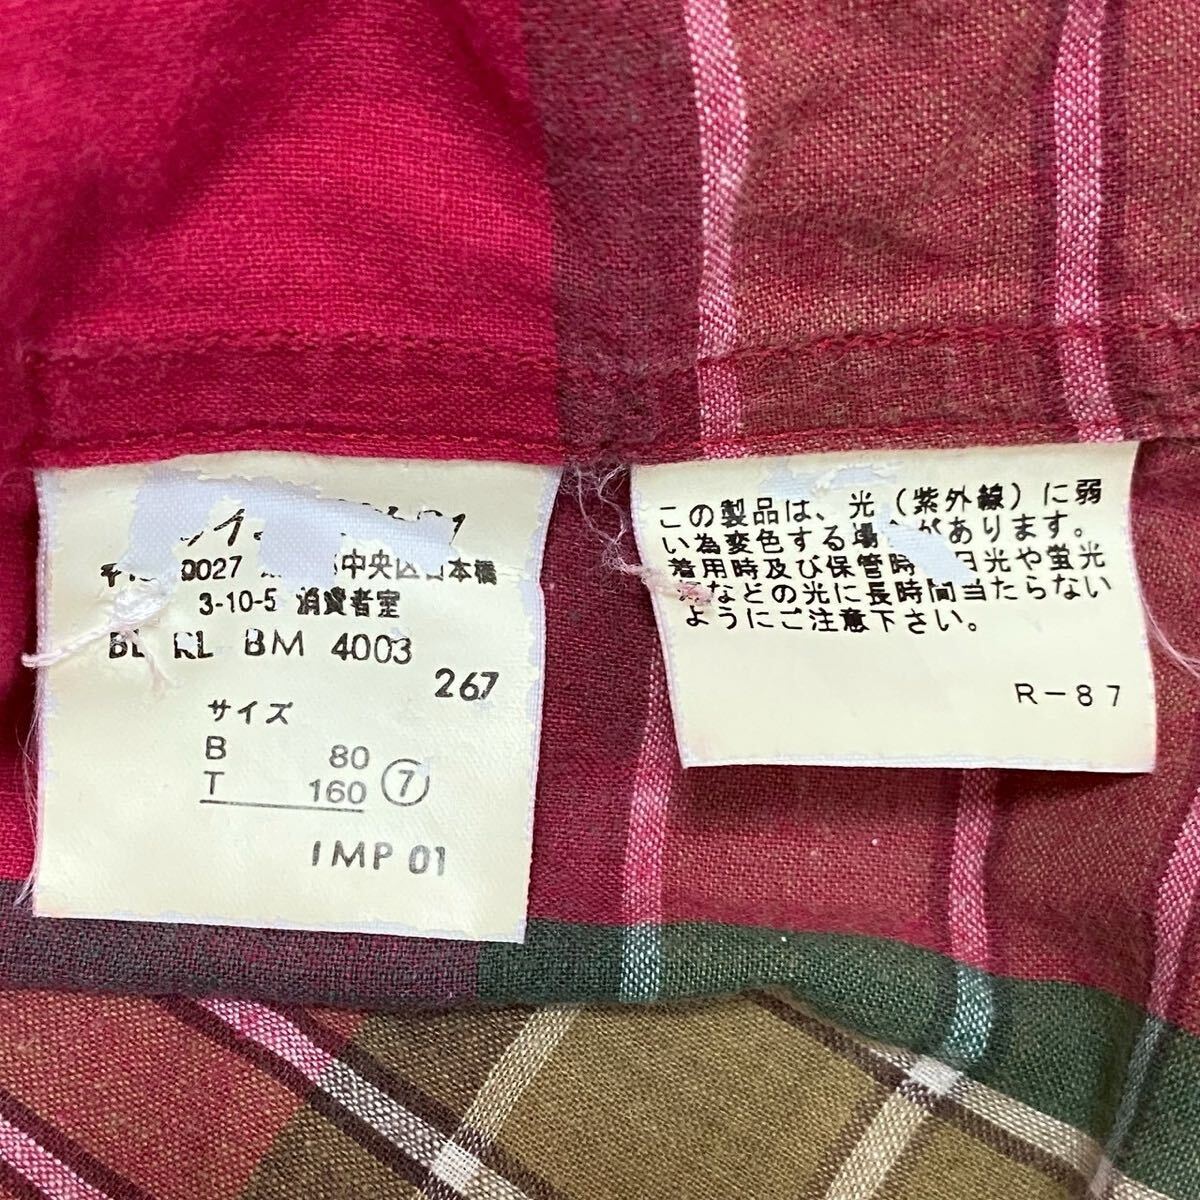 0027 中央区日本橋
3-10-5 消費者室
BL RL BM 4003
267
サイズ
B 80
T 160 ⑦
IMP 01
この製品は、光(紫外線)に弱
い為変色する場 があります。
着用時及び保管時 日光や蛍光
などの光に長時間当たらない
ようにご注意下さい。
R-87